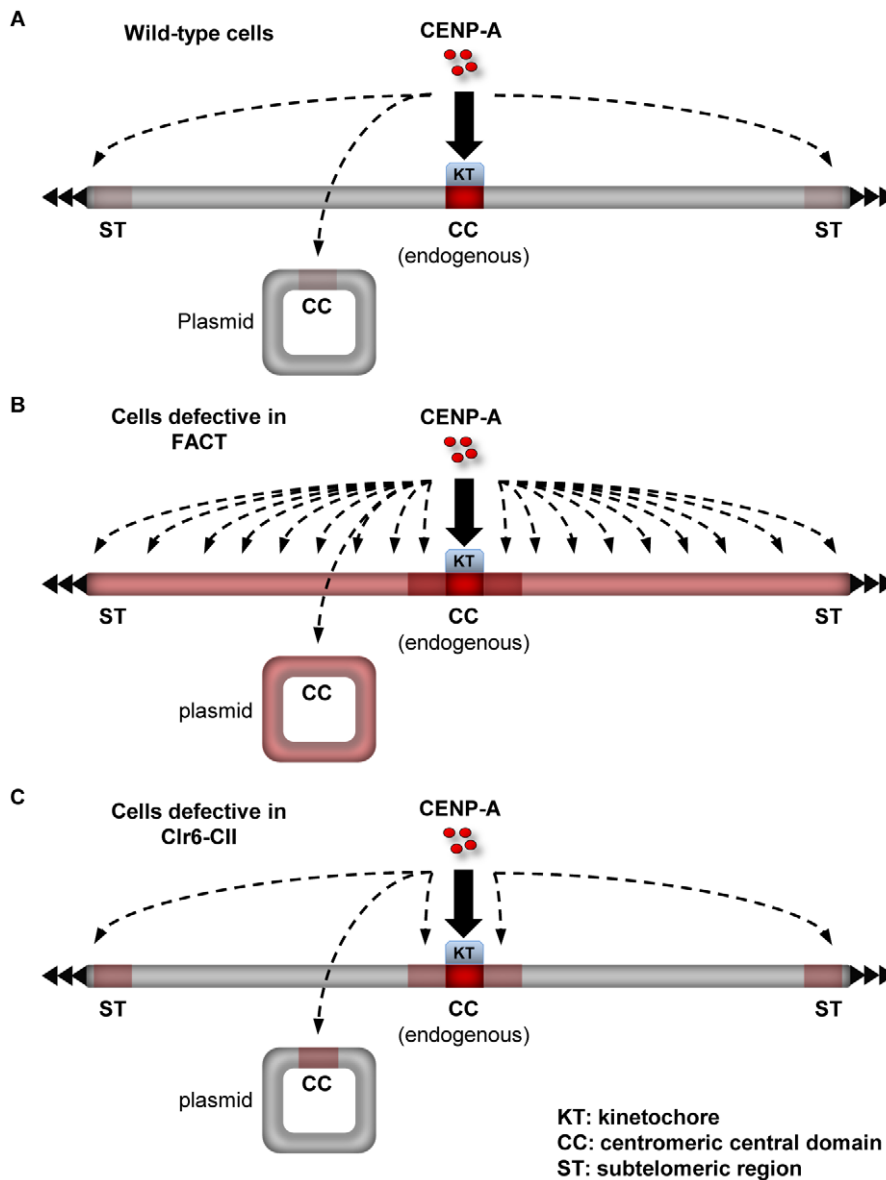 A
Wild-type cells
CENP-A
KT
ST
CC
ST
(endogenous)
CC
Plasmid
B
Cells defective in
FACT
CENP-A
KT
ST
CC
ST
(endogenous)
CC
plasmid
C
Cells defective in
Clr6-CII
CENP-A
KT
ST
CC
ST
(endogenous)
CC
plasmid
KT: kinetochore
CC: centromeric central domain
ST: subtelomeric region